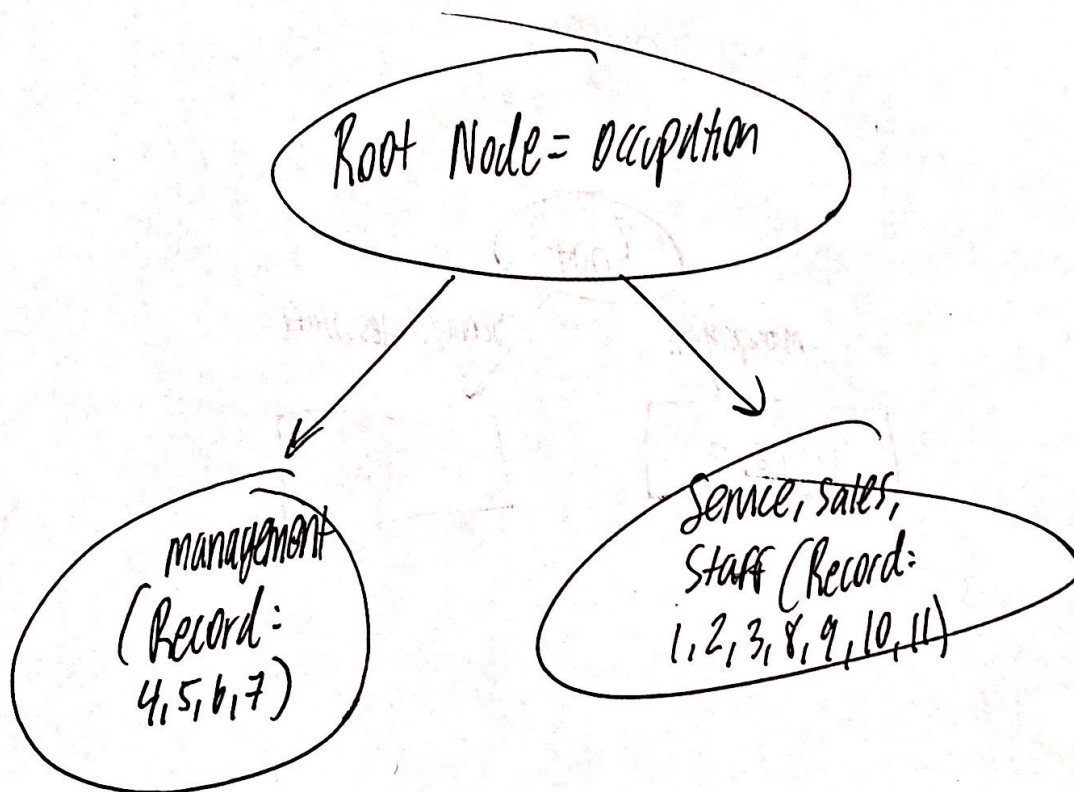 Root Node = Occupation
management
(Record:
4, 5, 6, 7)
Service, Sales,
Staff (Record:
1, 2, 3, 8, 9, 10, 11)